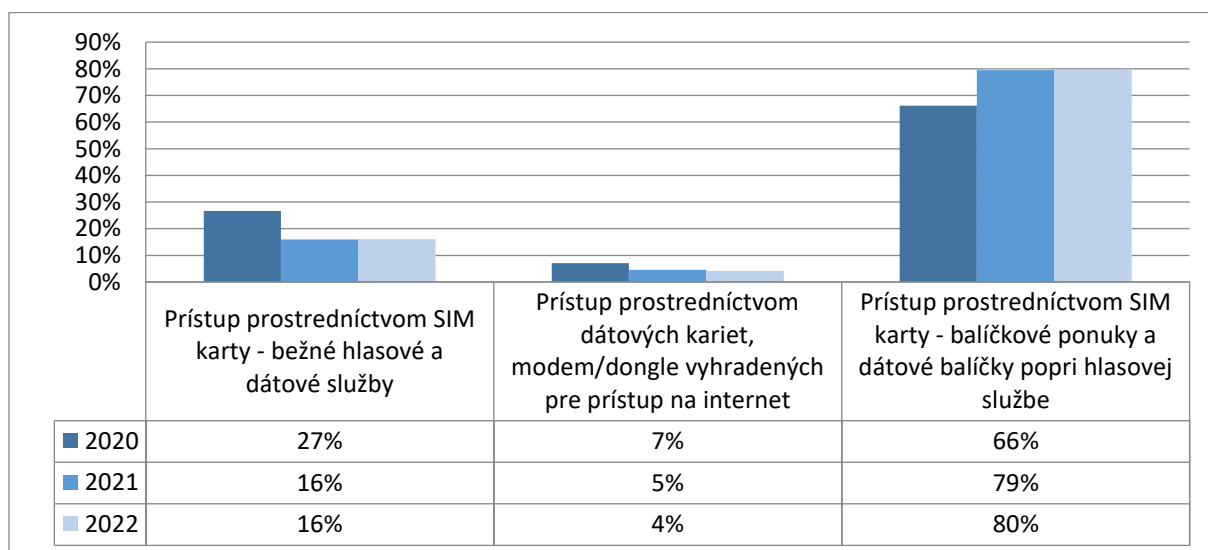 90%
80%
70%
60%
50%
40%
30%
20%
10%
0%
Prístup prostredníctvom SIM
karty - bežné hlasové a
dátové služby
Prístup prostredníctvom
dátových kariet,
modem/dongle vyhradených
pre prístup na internet
Prístup prostredníctvom SIM
karty - balíčkové ponuky a
dátové balíčky popri hlasovej
službe
2020 27% 7% 66%
2021 16% 5% 79%
2022 16% 4% 80%